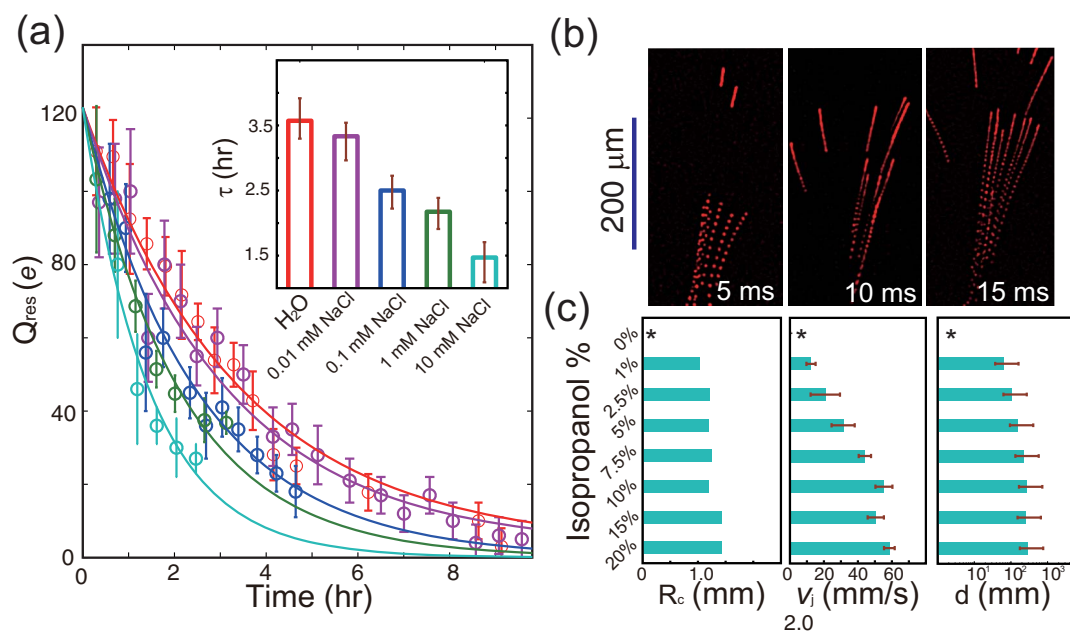 (a)
120
80
40
0
Q_res (e)
0 2 4 6 8
Time (hr)
3.5
2.5
1.5
τ (hr)
H₂O
0.01 mM NaCl
0.1 mM NaCl
1 mM NaCl
10 mM NaCl
(b)
200 μm
5 ms
10 ms
15 ms
(c)
Isopropanol %
0%
1%
2.5%
5%
7.5%
10%
15%
20%
*
*
*
0 1.0
R_c (mm)
0 20 40 60
v_j (mm/s)
2.0
10¹ 10² 10³
d (mm)